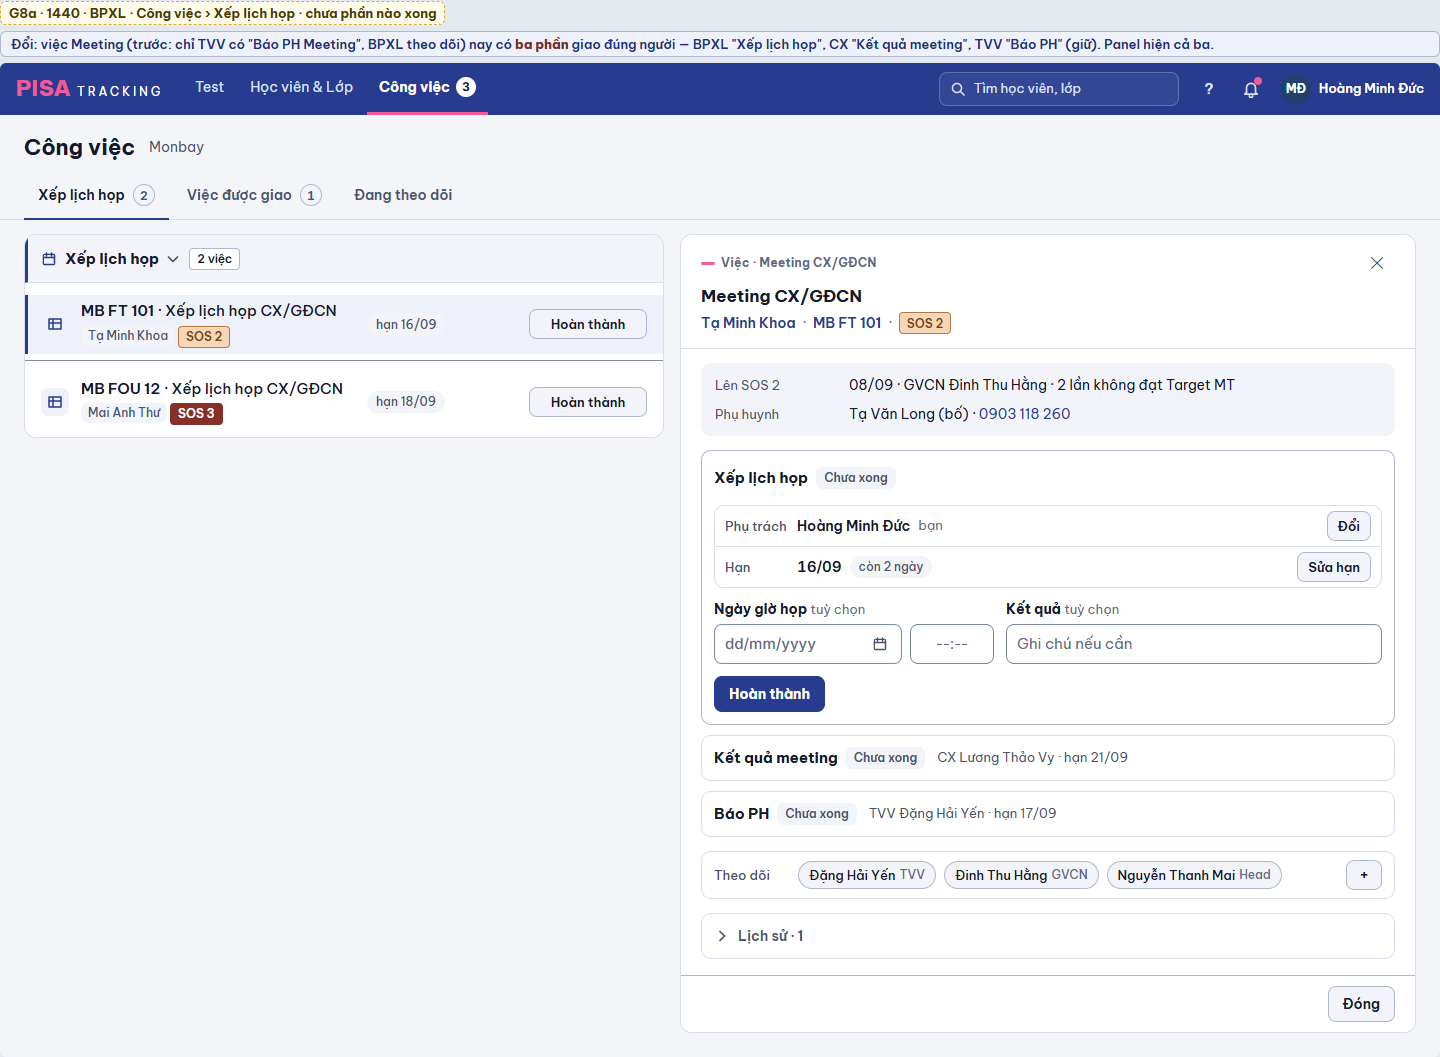 G8a · 1440 · BPXL · Công việc › Xếp lịch họp · chưa phần nào xong
Đổi: việc Meeting (trước: chỉ TVV có "Báo PH Meeting", BPXL theo dõi) nay có ba phần giao đúng người — BPXL "Xếp lịch họp", CX "Kết quả meeting", TVV "Báo PH" (giữ). Panel hiện cả ba.
PISA TRACKING
Test
Học viên & Lớp
Công việc 3
Tìm học viên, lớp
?
MĐ
Hoàng Minh Đức
Công việc Monbay
Xếp lịch họp 2
Việc được giao 1
Đang theo dõi
Xếp lịch họp
2 việc
MB FT 101 · Xếp lịch họp CX/GĐCN
Tạ Minh Khoa SOS 2
hạn 16/09
Hoàn thành
MB FOU 12 · Xếp lịch họp CX/GĐCN
Mai Anh Thư SOS 3
hạn 18/09
Hoàn thành
Việc · Meeting CX/GĐCN
Meeting CX/GĐCN
Tạ Minh Khoa · MB FT 101 · SOS 2
Lên SOS 2 08/09 · GVCN Đinh Thu Hằng · 2 lần không đạt Target MT
Phụ huynh Tạ Văn Long (bố) · 0903 118 260
Xếp lịch họp Chưa xong
Phụ trách Hoàng Minh Đức bạn Đổi
Hạn 16/09 còn 2 ngày Sửa hạn
Ngày giờ họp tuỳ chọn
Kết quả tuỳ chọn
dd/mm/yyyy
--:--
Ghi chú nếu cần
Hoàn thành
Kết quả meeting Chưa xong CX Lương Thảo Vy · hạn 21/09
Báo PH Chưa xong TVV Đặng Hải Yến · hạn 17/09
Theo dõi Đặng Hải Yến TVV Đinh Thu Hằng GVCN Nguyễn Thanh Mai Head +
Lịch sử · 1
Đóng